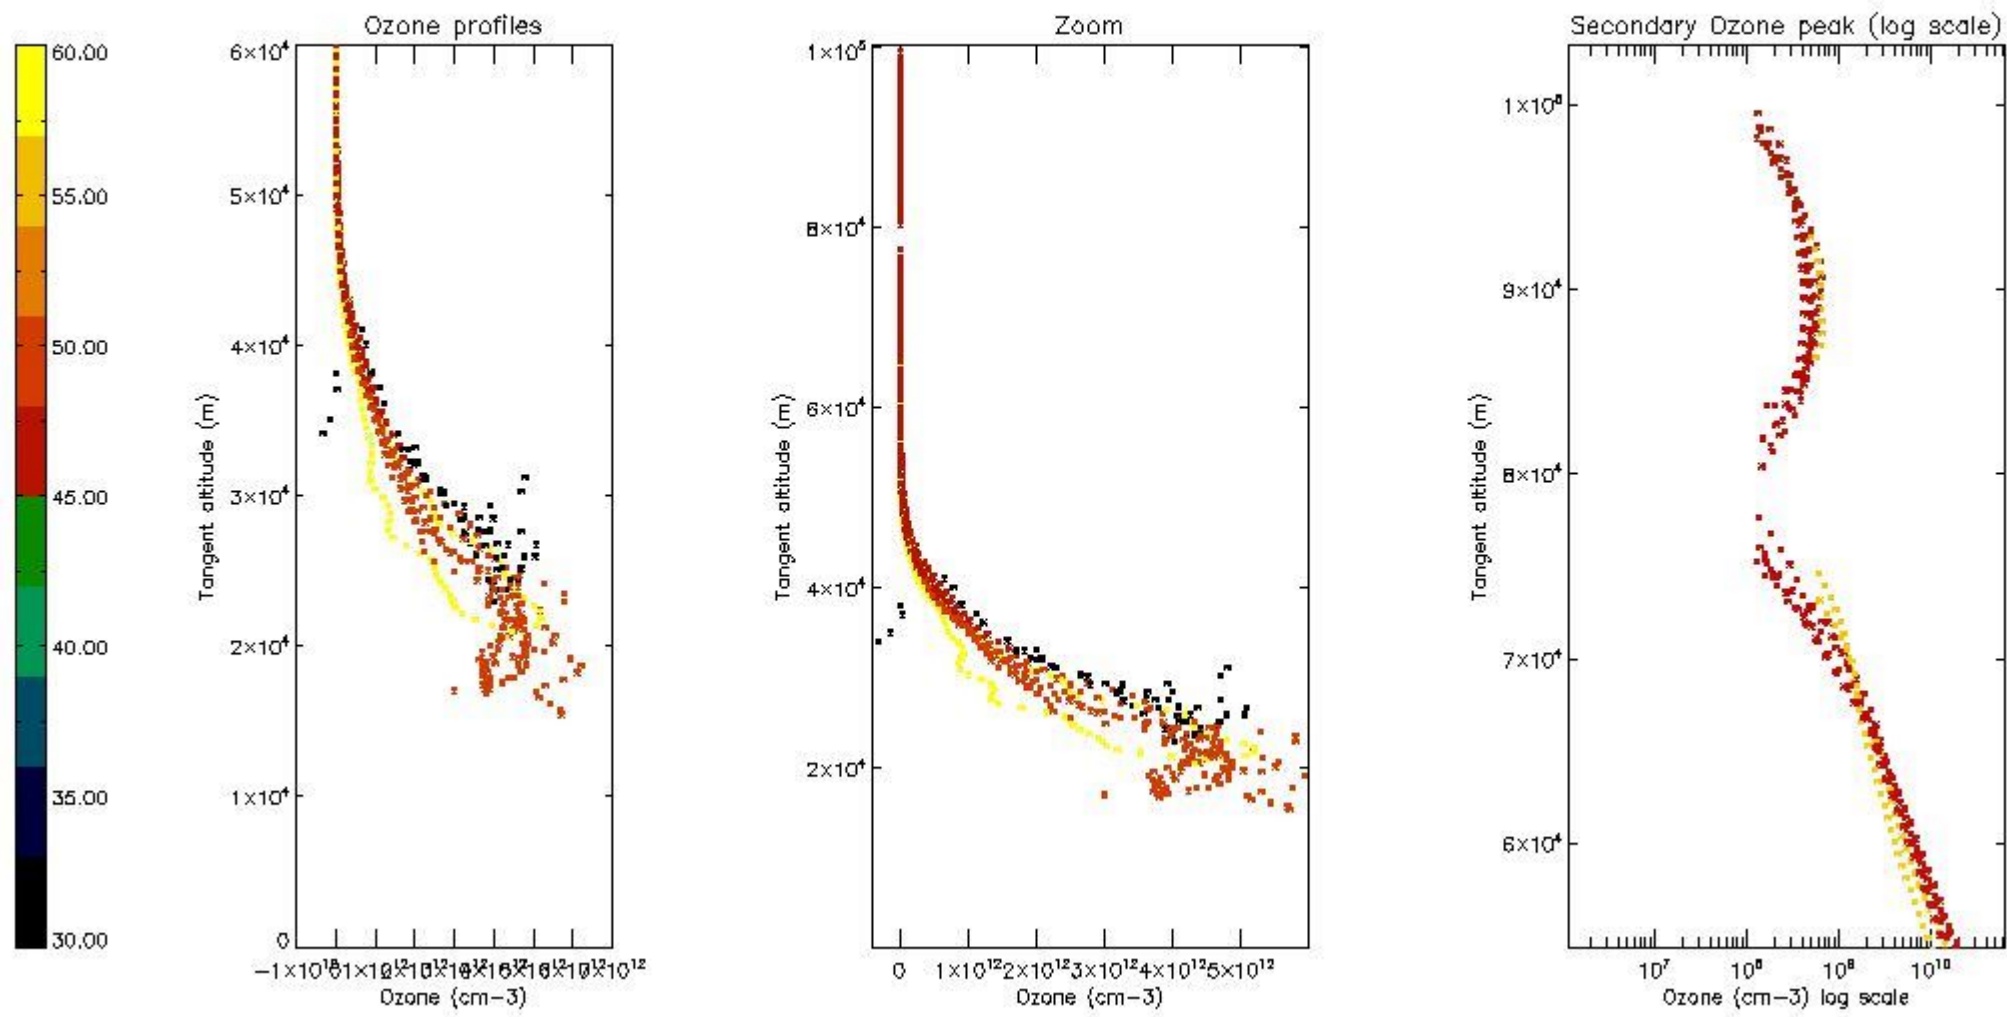 Ozone profiles
Zoom
Secondary Ozone peak (log scale)
60.00
55.00
50.00
45.00
40.00
35.00
30.00
6×10⁴
5×10⁴
4×10⁴
3×10⁴
2×10⁴
1×10⁴
0
Tangent altitude (m)
Ozone (cm−3)
1×10⁵
8×10⁴
6×10⁴
4×10⁴
2×10⁴
Tangent altitude (m)
0 1×10¹² 2×10¹² 3×10¹² 4×10¹² 5×10¹²
Ozone (cm−3)
9×10⁴
8×10⁴
7×10⁴
6×10⁴
Tangent altitude (m)
10⁷ 10⁸ 10⁹ 10¹⁰
Ozone (cm−3) log scale